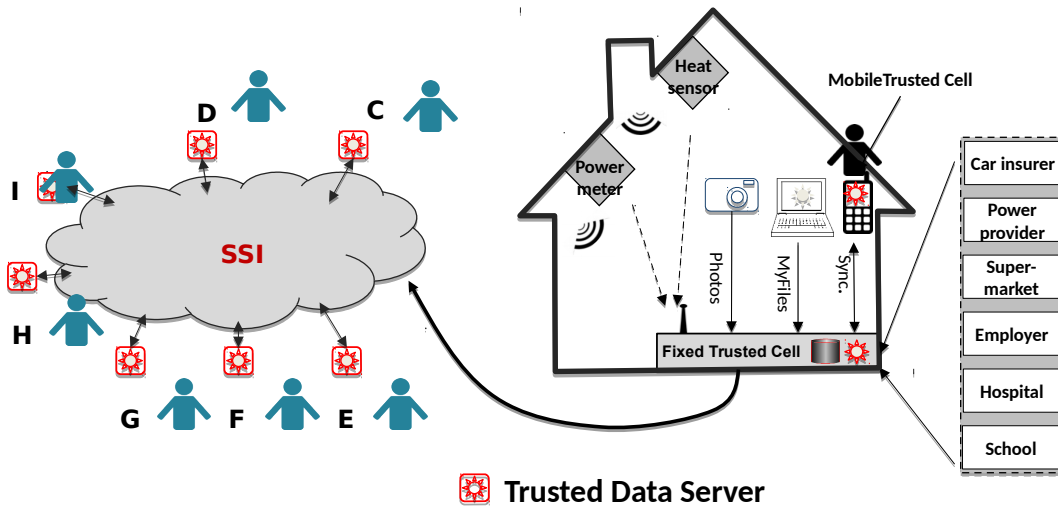 D
C
I
SSI
H
G
F
E
Heat
sensor
Power
meter
MobileTrusted Cell
Photos
MyFiles
Sync.
Fixed Trusted Cell
Car insurer
Power
provider
Super-
market
Employer
Hospital
School
Trusted Data Server